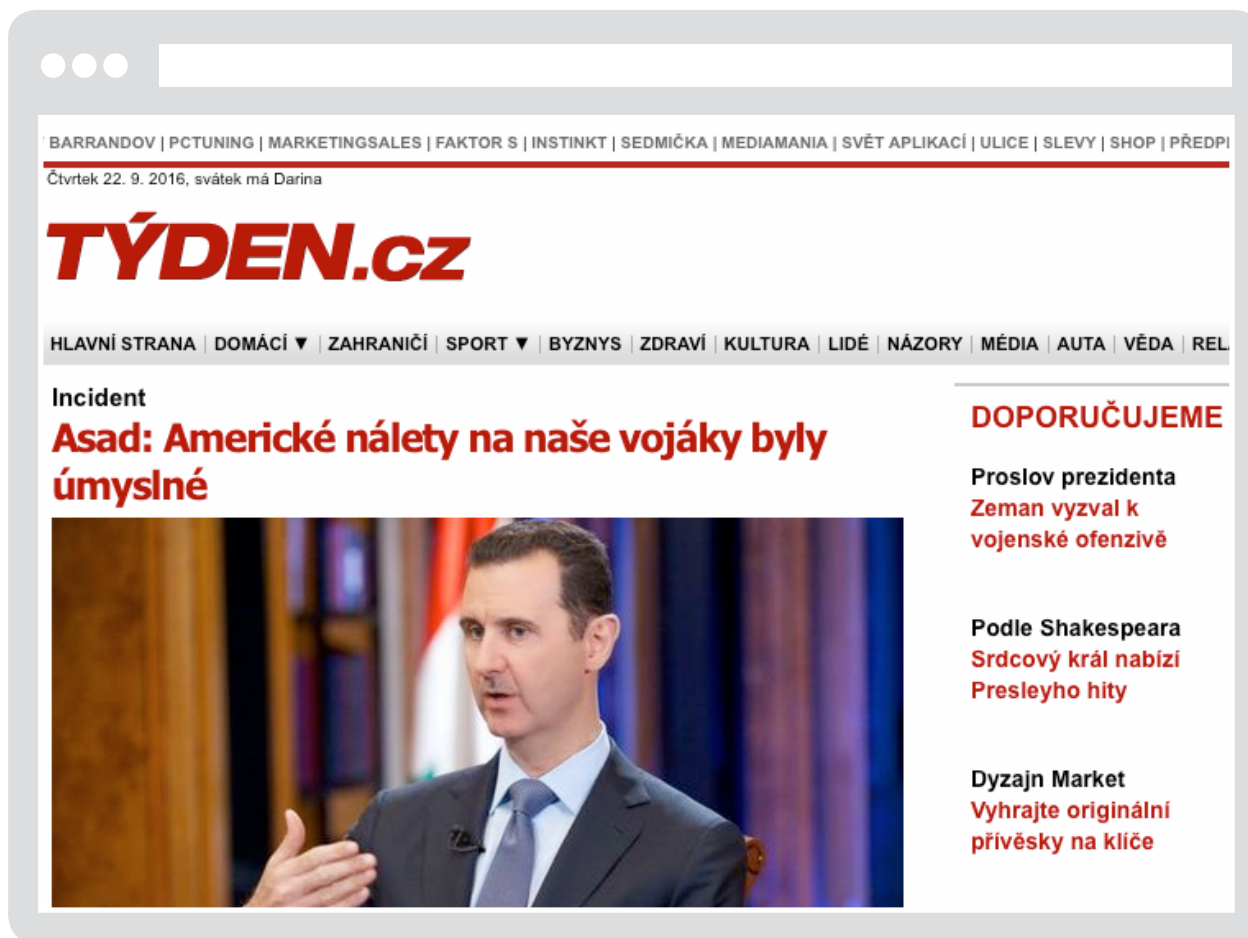 BARRANDOV | PCTUNING | MARKETINGSALES | FAKTOR S | INSTINKT | SEDMIČKA | MEDIAMANIA | SVĚT APLIKACÍ | ULICE | SLEVY | SHOP | PŘEDPL
Čtvrtek 22. 9. 2016, svátek má Darina
TÝDEN.cz
HLAVNÍ STRANA | DOMÁCÍ ▼ | ZAHRANIČÍ | SPORT ▼ | BYZNYS | ZDRAVÍ | KULTURA | LIDÉ | NÁZORY | MÉDIA | AUTA | VĚDA | REL
Incident
Asad: Americké nálety na naše vojáky byly
úmyslné
DOPORUČUJEME
Proslov prezidenta
Zeman vyzval k
vojenské ofenzivě
Podle Shakespeara
Srdcový král nabízí
Presleyho hity
Dyzajn Market
Vyhrajte originální
přívěsky na klíče